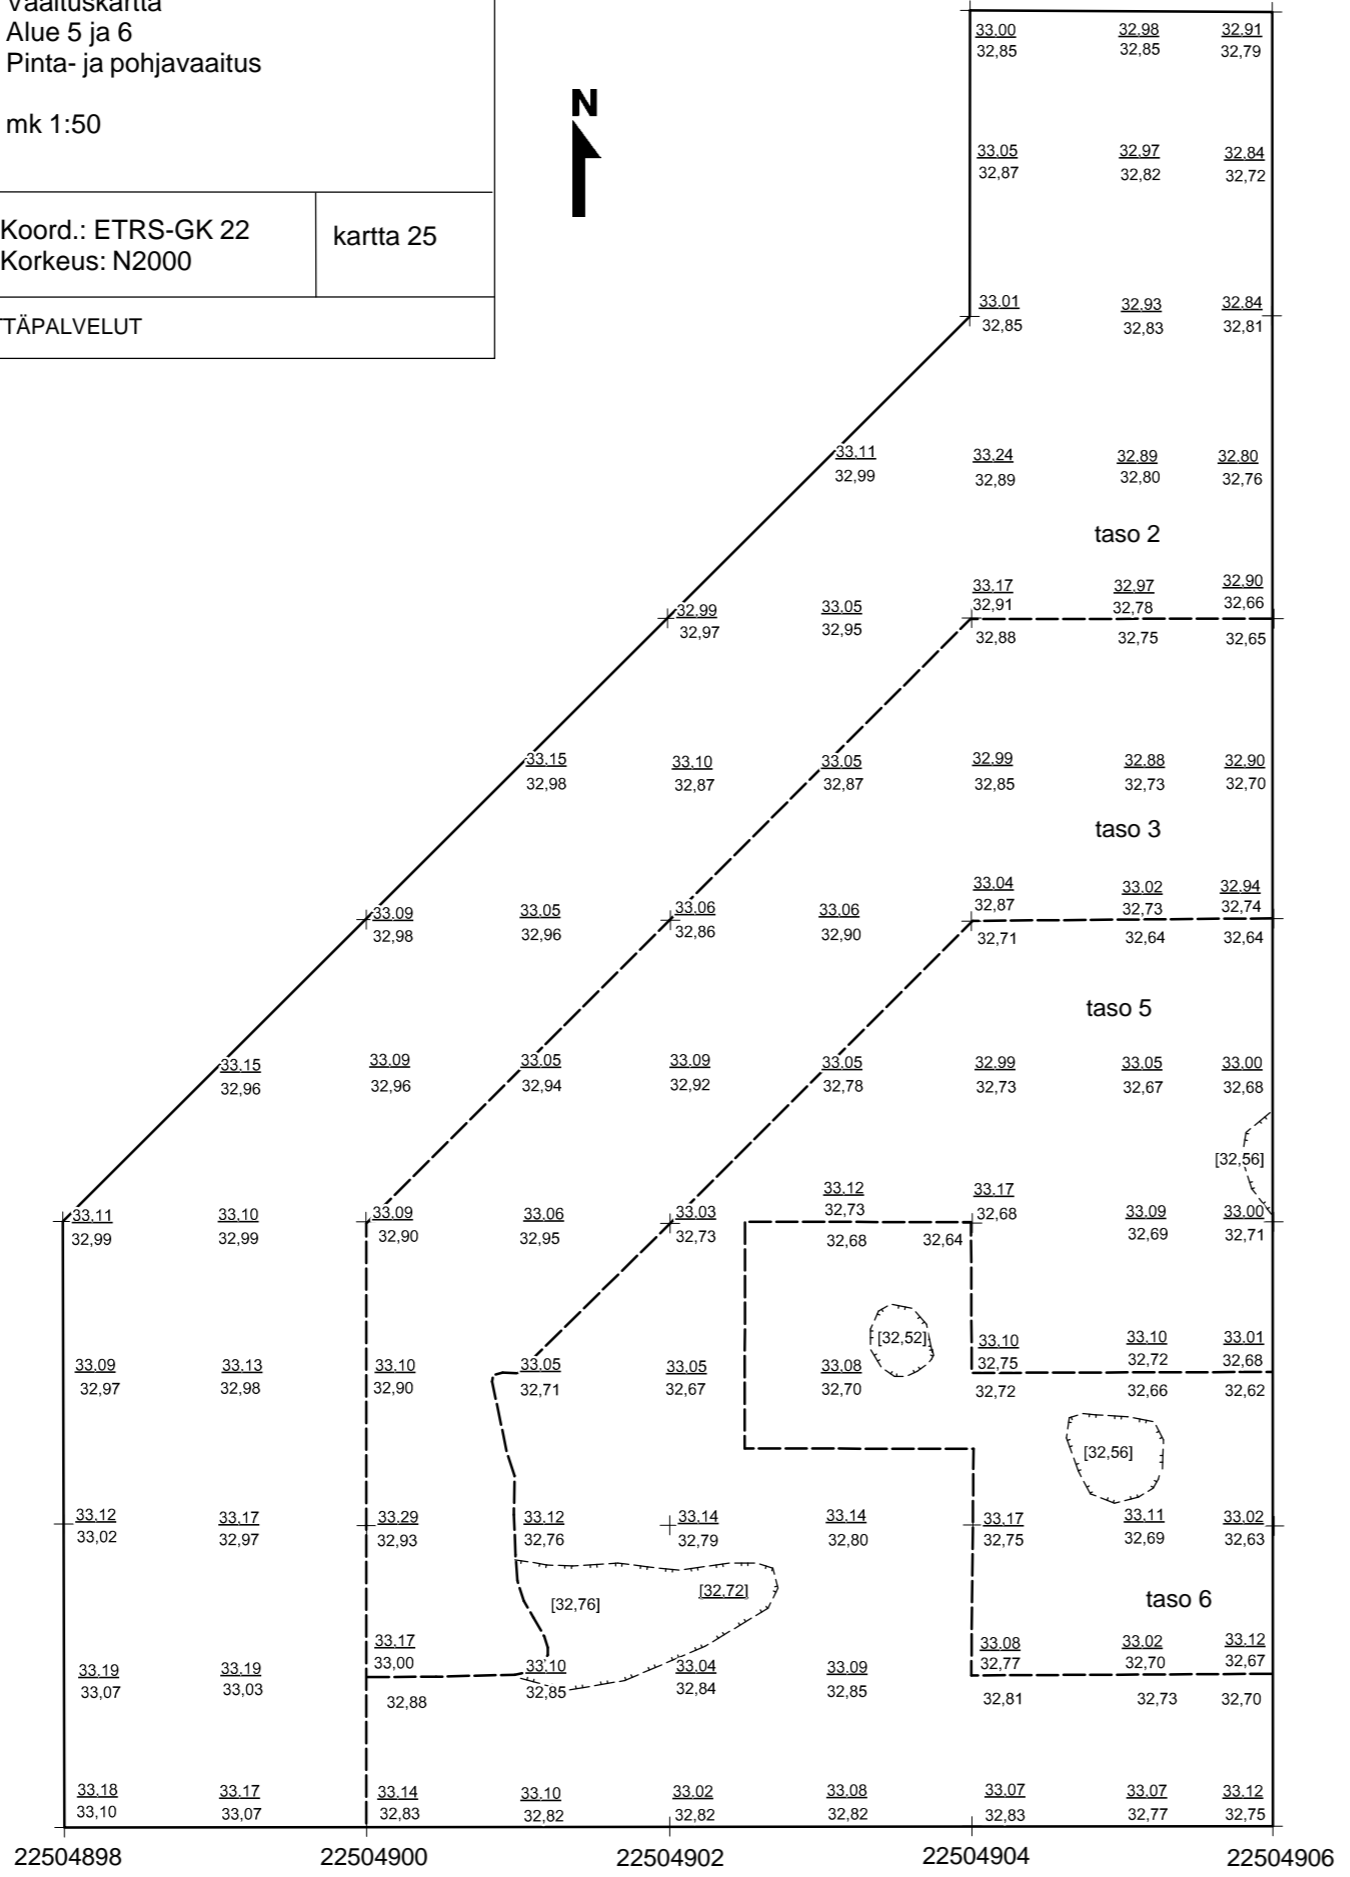 Vaaituskartta
Alue 5 ja 6
Pinta- ja pohjavaaitus
mk 1:50
Koord.: ETRS-GK 22
Korkeus: N2000
kartta 25
TÄPALVELUT
N
33.00 32.98 32.91
32,85 32,85 32,79
33.05 32.97 32.84
32,87 32,82 32,72
33.01 32.93 32.84
32,85 32,83 32,81
33.11 33.24 32.89 32.80
32,99 32,89 32,80 32,76
taso 2
32.99 33.05 33.17 32.97 32.90
32,97 32,95 32,91 32,78 32,66
32,88 32,75 32,65
33.15 33.10 33.05 32.99 32.88 32.90
32,98 32,87 32,87 32,85 32,73 32,70
taso 3
33.09 33.05 33.06 33.06 33.04 33.02 32.94
32,98 32,96 32,86 32,90 32,87 32,73 32,74
32,71 32,64 32,64
taso 5
33.15 33.09 33.05 33.09 33.05 32.99 33.05 33.00
32,96 32,96 32,94 32,92 32,78 32,73 32,67 32,68
[32,56]
33.11 33.10 33.09 33.06 33.03 33.12 33.17 33.09 33.00
32,99 32,99 32,90 32,95 32,73 32,73 32,68 32,69 32,71
32,68 32,64
[32,52]
33.09 33.13 33.10 33.05 33.05 33.08 33.10 33.10 33.01
32,97 32,98 32,90 32,71 32,67 32,70 32,75 32,72 32,68
32,72 32,66 32,62
[32,56]
33.12 33.17 33.29 33.12 33.14 33.14 33.17 33.11 33.02
33,02 32,97 32,93 32,76 32,79 32,80 32,75 32,69 32,63
[32,76] [32.72]
taso 6
33.19 33.19 33.17 33.10 33.04 33.09 33.08 33.02 33.12
33,07 33,03 33,00 32,85 32,84 32,85 32,77 32,70 32,67
32,88 32,81 32,73 32,70
33.18 33.17 33.14 33.10 33.02 33.08 33.07 33.07 33.12
33,10 33,07 32,83 32,82 32,82 32,82 32,83 32,77 32,75
22504898 22504900 22504902 22504904 22504906